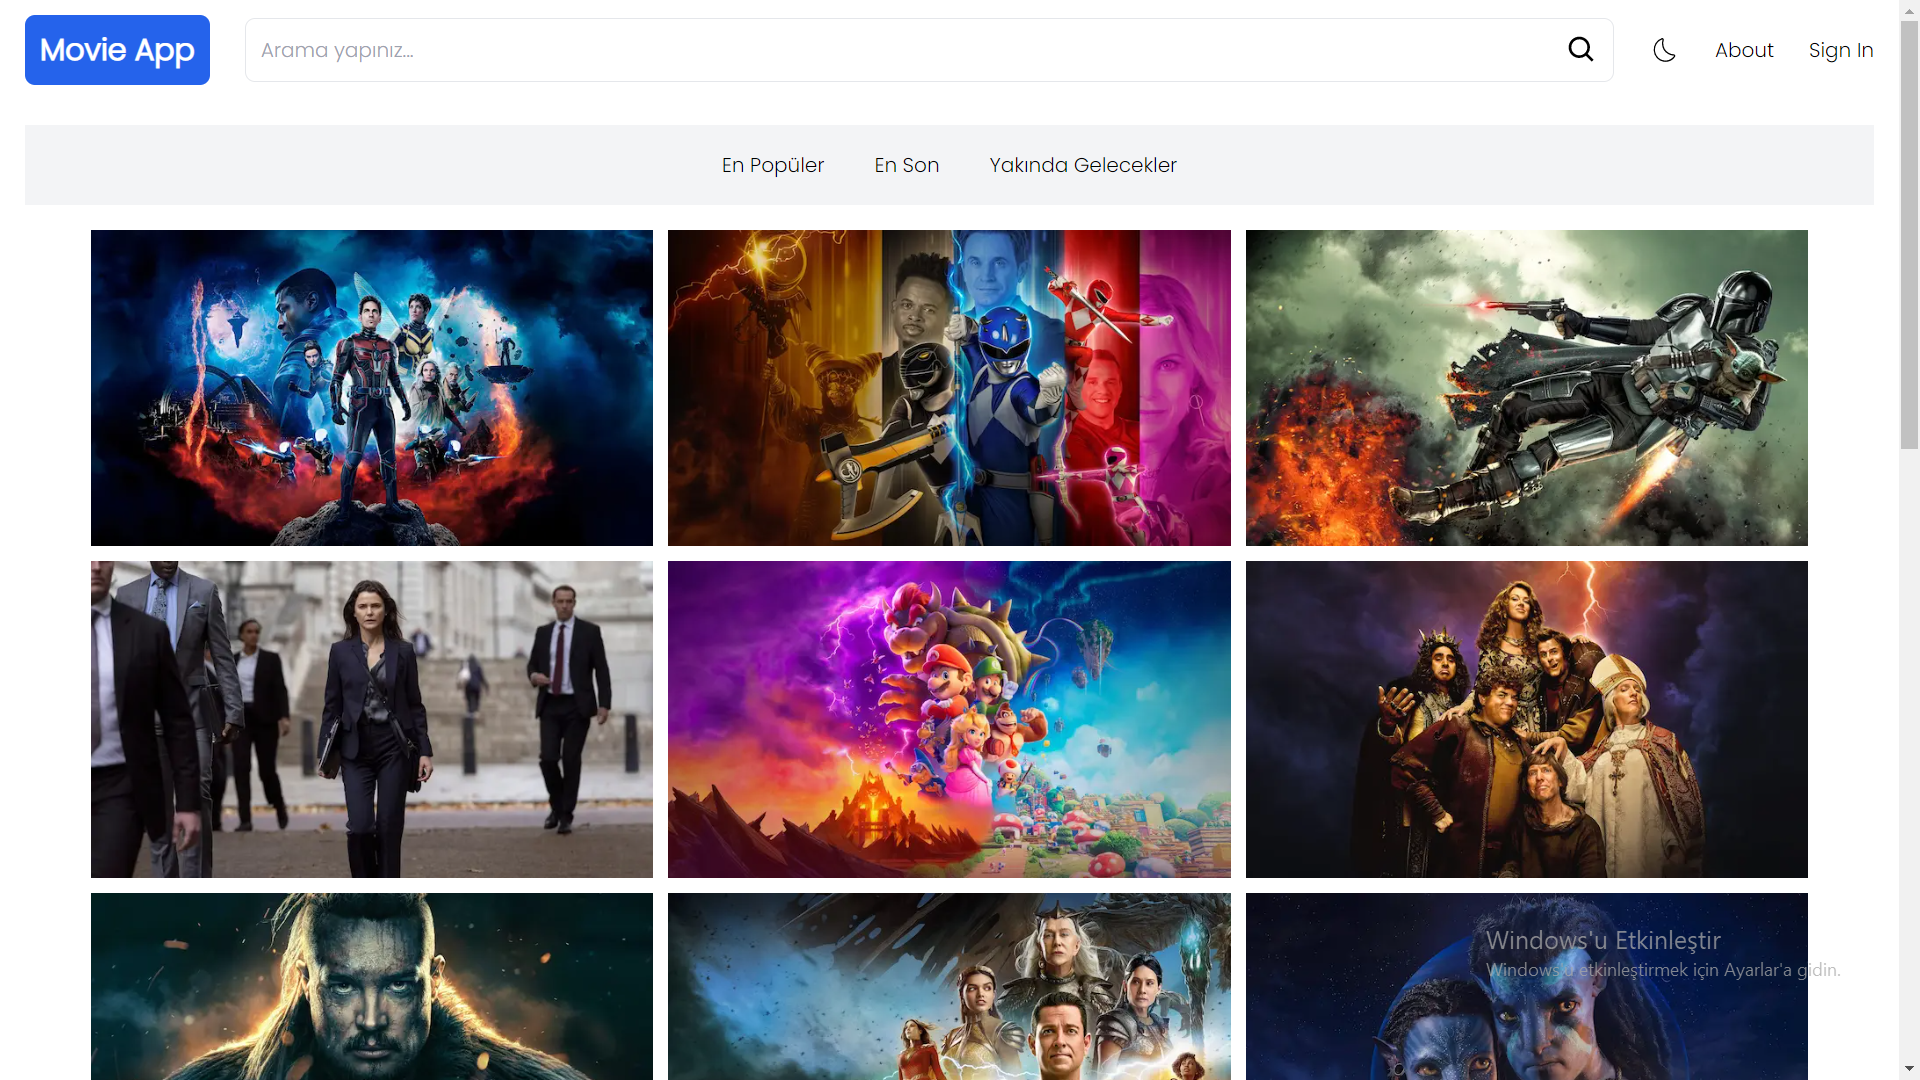 Movie App
Arama yapınız...
About
Sign In
En Popüler
En Son
Yakında Gelecekler
Windows'u Etkinleştir
Windows'u etkinleştirmek için Ayarlar'a gidin.